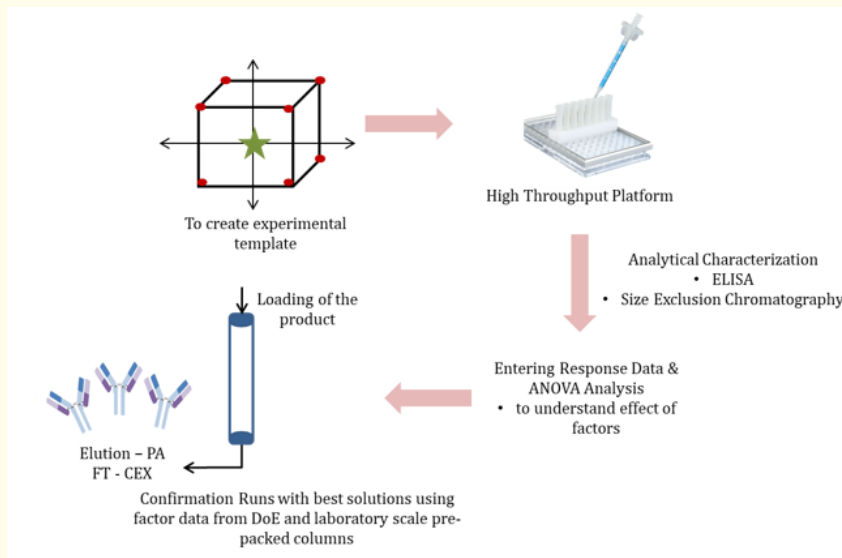 To create experimental
template
High Throughput Platform
Analytical Characterization
• ELISA
• Size Exclusion Chromatography
Entering Response Data &
ANOVA Analysis
• to understand effect of
factors
Loading of the
product
Elution – PA
FT - CEX
Confirmation Runs with best solutions using
factor data from DoE and laboratory scale pre-
packed columns